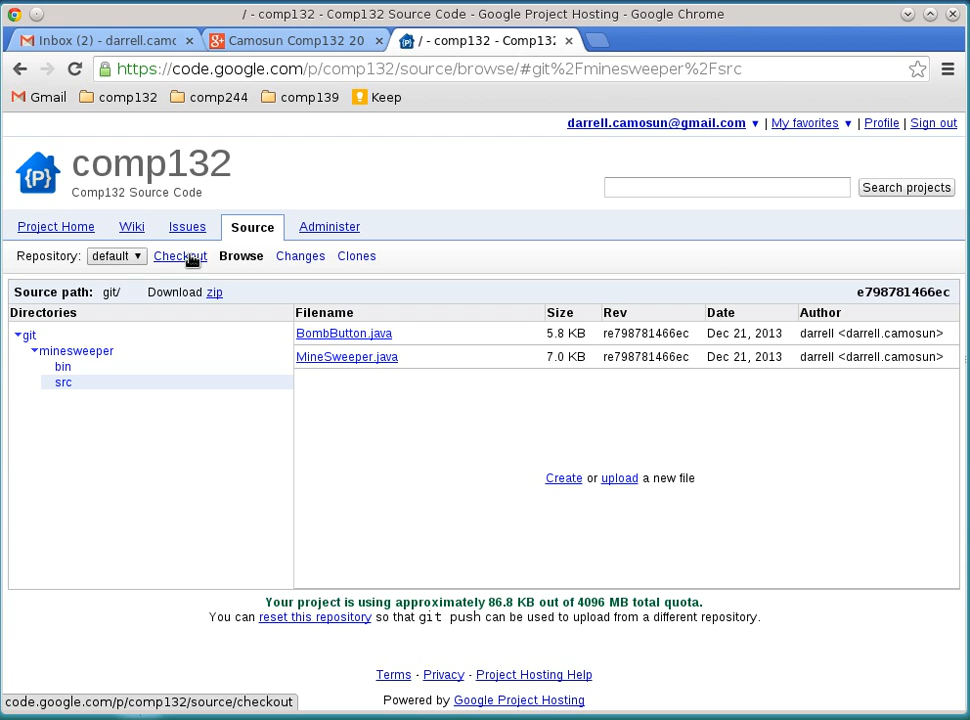 / - comp132 - Comp132 Source Code - Google Project Hosting - Google Chrome
Inbox (2) - darrell.camo × Camosun Comp132 20 × / - comp132 - Comp132 ×
https://code.google.com/p/comp132/source/browse/#git%2Fminesweeper%2Fsrc
Gmail comp132 comp244 comp139 Keep
darrell.camosun@gmail.com ▼ | My favorites ▼ | Profile | Sign out
{P} comp132
Comp132 Source Code
Search projects
Project Home Wiki Issues Source Administer
Repository: default ▼ Checkout Browse Changes Clones
Source path: git/ Download zip e798781466ec
Directories Filename Size Rev Date Author
git
BombButton.java 5.8 KB re798781466ec Dec 21, 2013 darrell <darrell.camosun>
minesweeper
MineSweeper.java 7.0 KB re798781466ec Dec 21, 2013 darrell <darrell.camosun>
bin
src
Create or upload a new file
Your project is using approximately 86.8 KB out of 4096 MB total quota.
You can reset this repository so that git push can be used to upload from a different repository.
Terms - Privacy - Project Hosting Help
Powered by Google Project Hosting
code.google.com/p/comp132/source/checkout